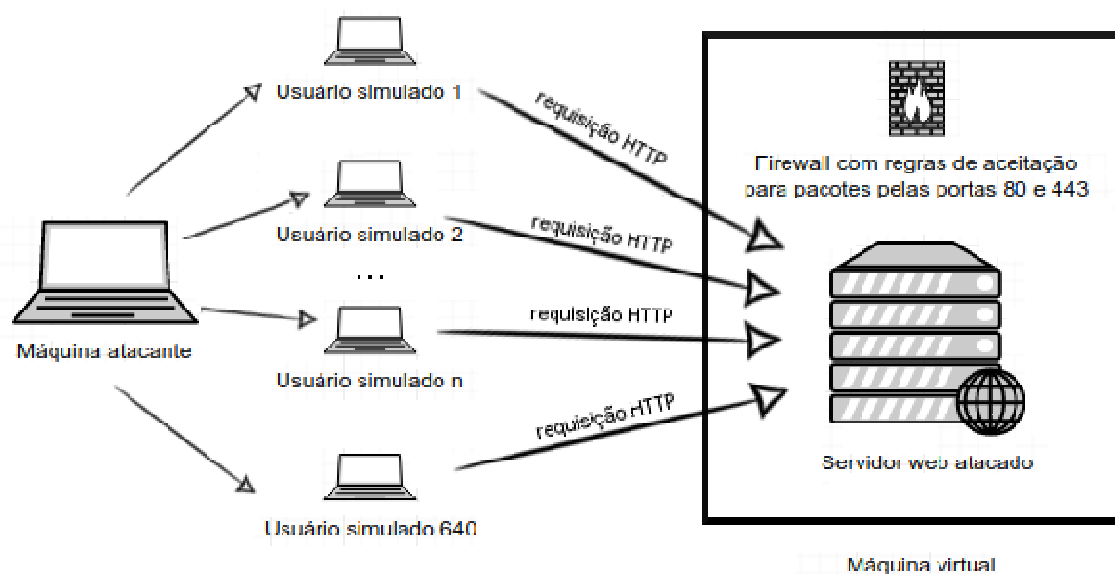 Usuário simulado 1
requisição HTTP
Firewall com regras de aceitação
para pacotes pelas portas 80 e 443
Usuário simulado 2
requisição HTTP
...
Máquina atacante
Usuário simulado n
requisição HTTP
requisição HTTP
Servidor web atacado
Usuário simulado 640
Máquina virtual